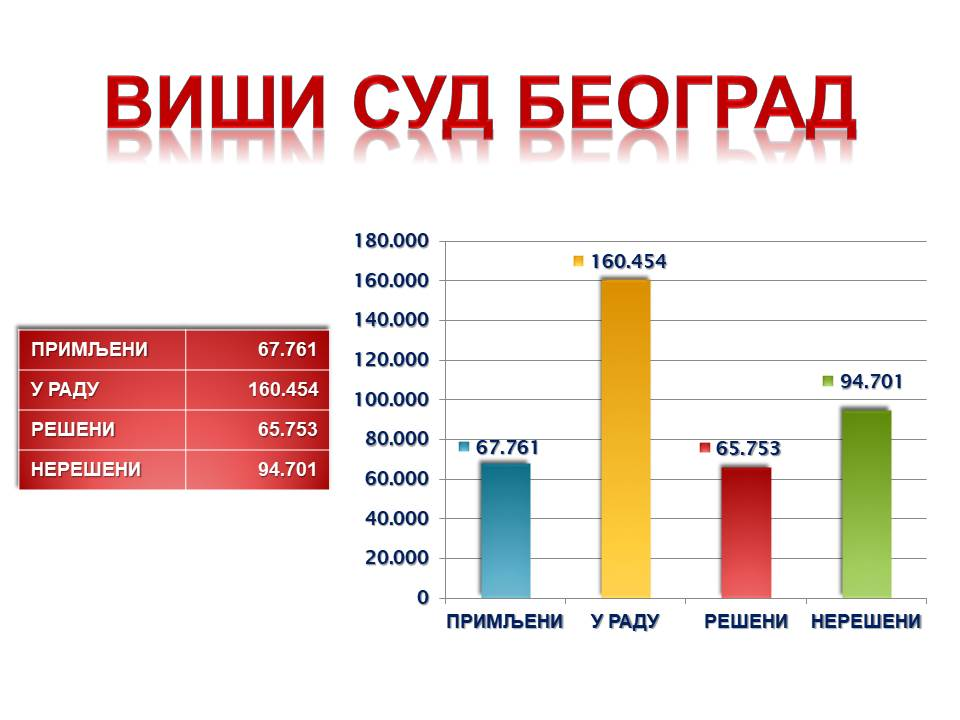 ВИШИ СУД БЕОГРАД
ПРИМЉЕНИ 67.761
У РАДУ 160.454
РЕШЕНИ 65.753
НЕРЕШЕНИ 94.701
180.000
160.000
140.000
120.000
100.000
80.000
60.000
40.000
20.000
0
67.761
160.454
65.753
94.701
ПРИМЉЕНИ У РАДУ РЕШЕНИ НЕРЕШЕНИ